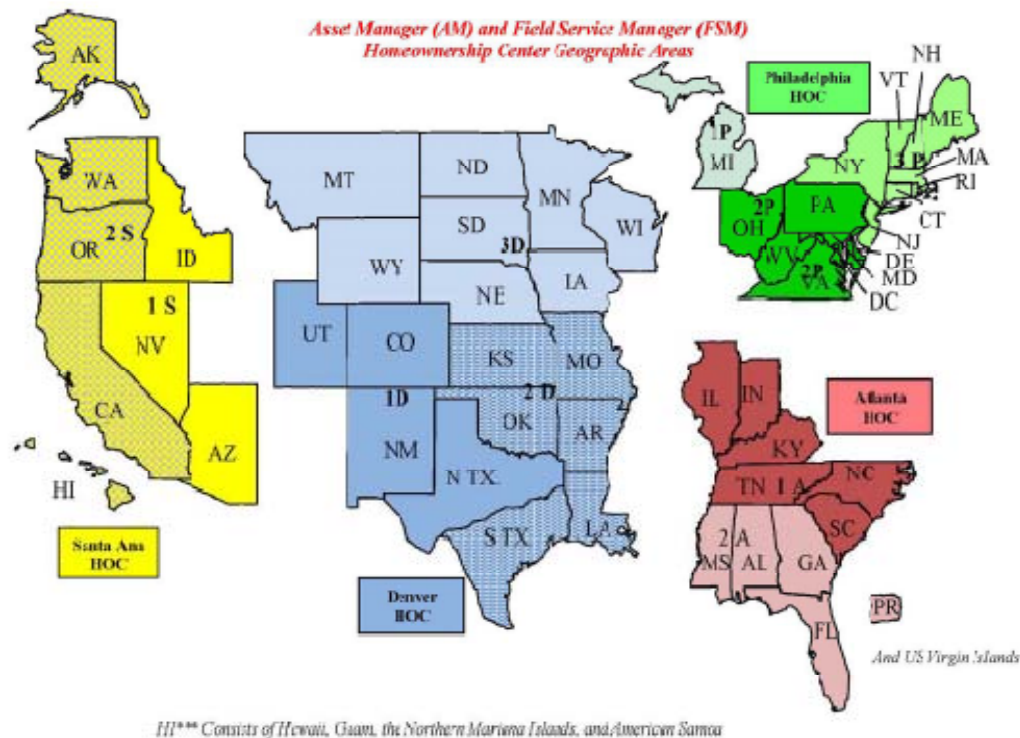 Asset Manager (AM) and Field Service Manager (FSM)
Homeownership Center Geographic Areas
AK
WA
OR
2 S
ID
1 S
NV
CA
AZ
HI
Santa Ana
HOC
MT
ND
MN
SD
WI
3D
WY
NE
IA
UT
CO
KS
MO
1D
2 D
OK
AR
NM
N TX.
S TX
LA
Denver
HOC
Philadelphia
HOC
NH
VT
ME
1P
MI
NY
3 P
MA
RI
CT
PA
2P
OH
NJ
WV
DE
MD
2P
VA
DC
IL
IN
Atlanta
HOC
KY
NC
TN
1 A
SC
2 A
MS
AL
GA
PR
FL
And US Virgin Islands
HI*** Consists of Hawaii, Guam, the Northern Mariana Islands, and American Samoa